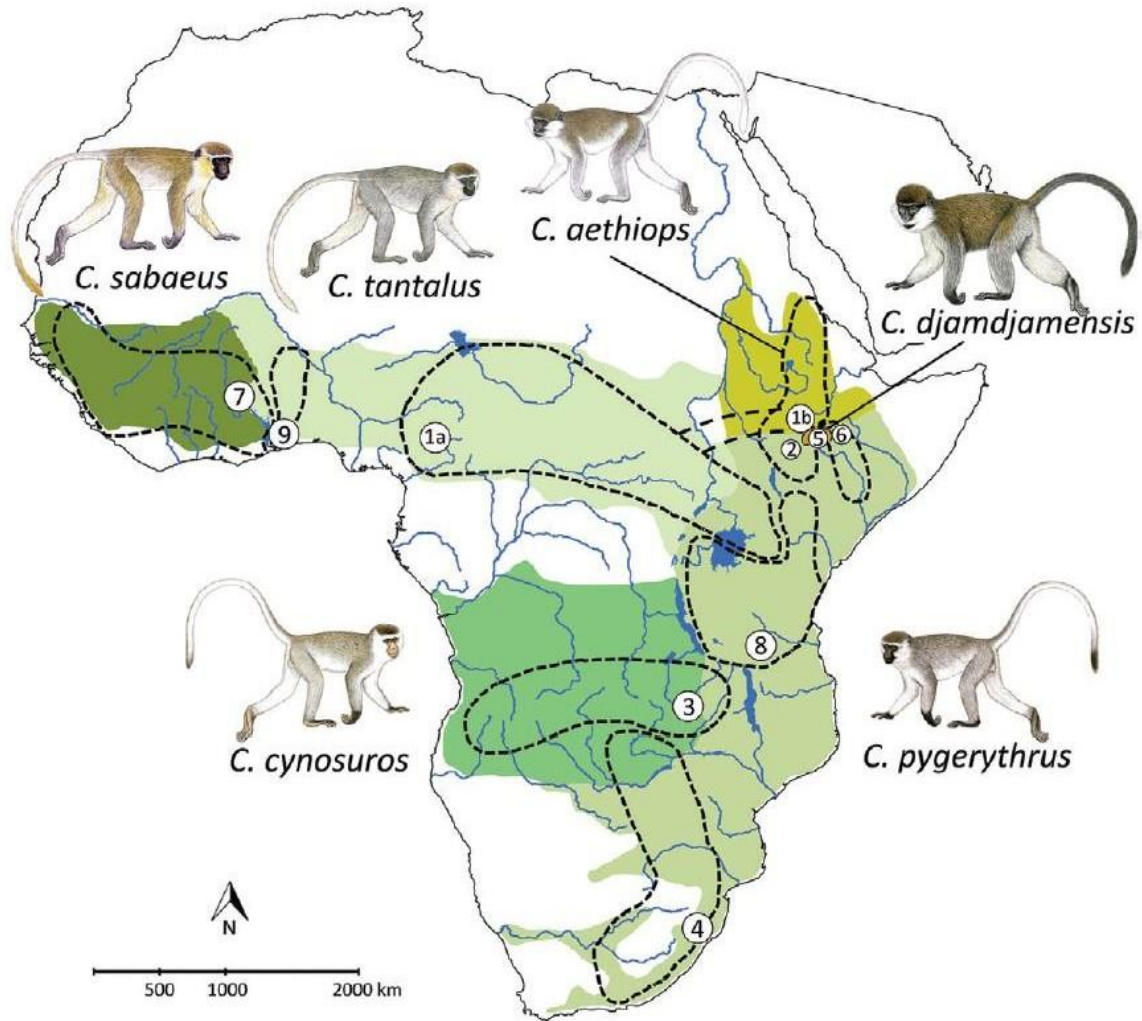 C. aethiops
C. sabaeus
C. tantalus
C. djamdjamensis
7
9
1a
1b
2
5
6
8
3
C. cynosuros
C. pygerythrus
4
N
500 1000 2000 km